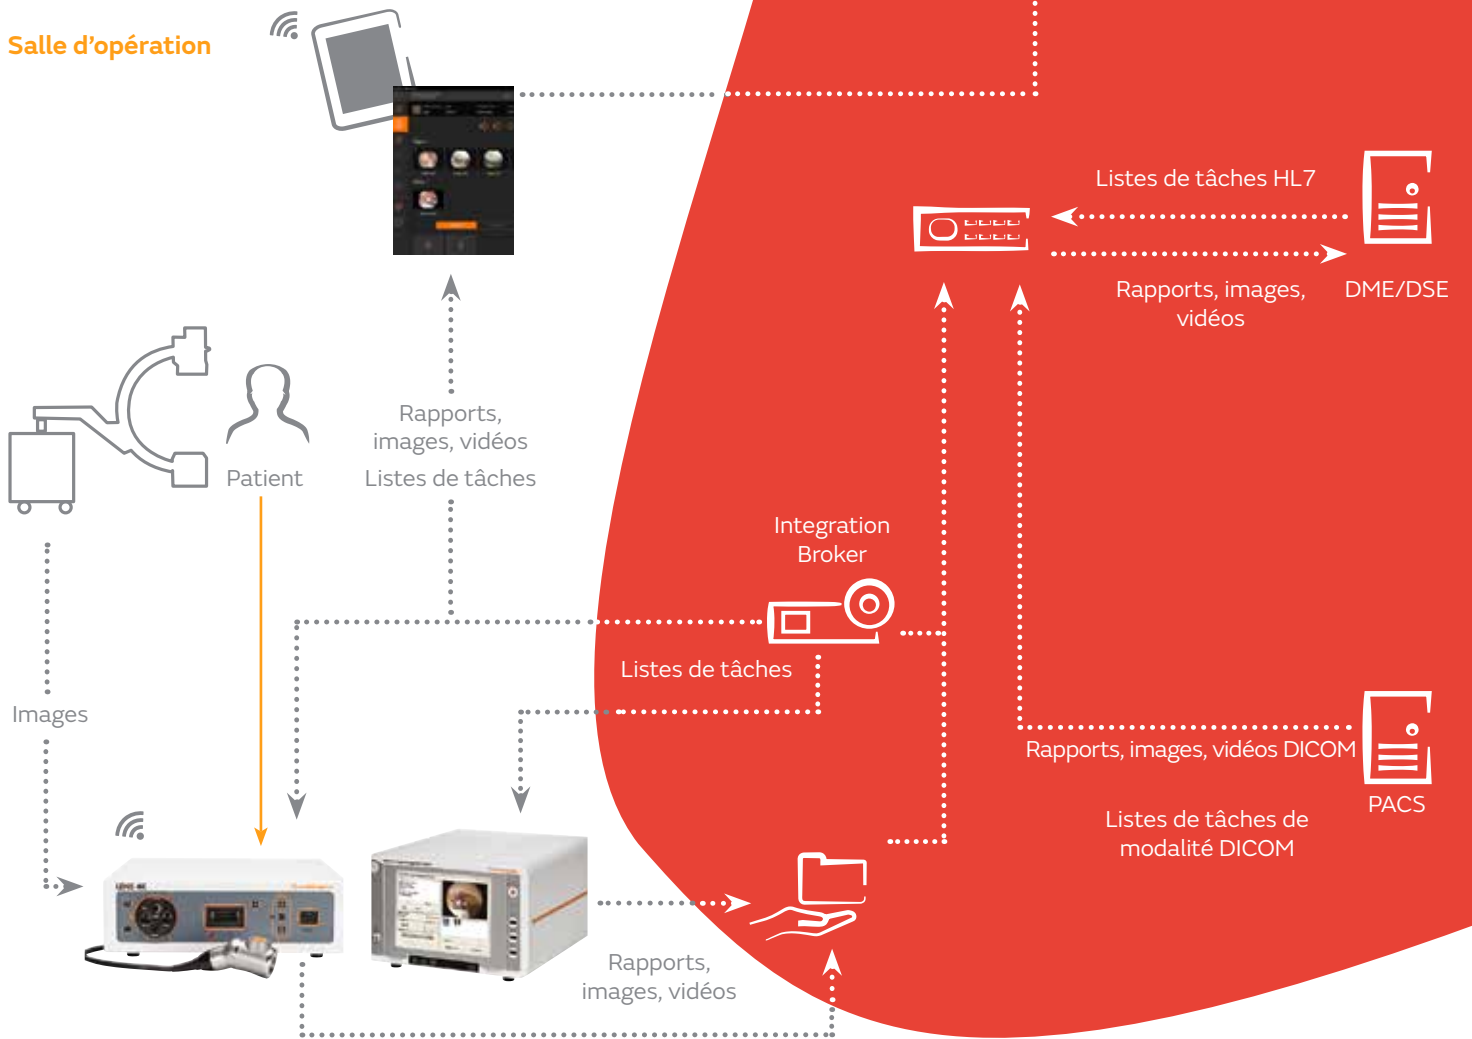 Salle d'opération
Listes de tâches HL7
Rapports, images,
vidéos
DME/DSE
Rapports,
images, vidéos
Listes de tâches
Patient
Integration
Broker
Listes de tâches
Images
Rapports, images, vidéos DICOM
PACS
Listes de tâches de
modalité DICOM
LENS 4K
Rapports,
images, vidéos